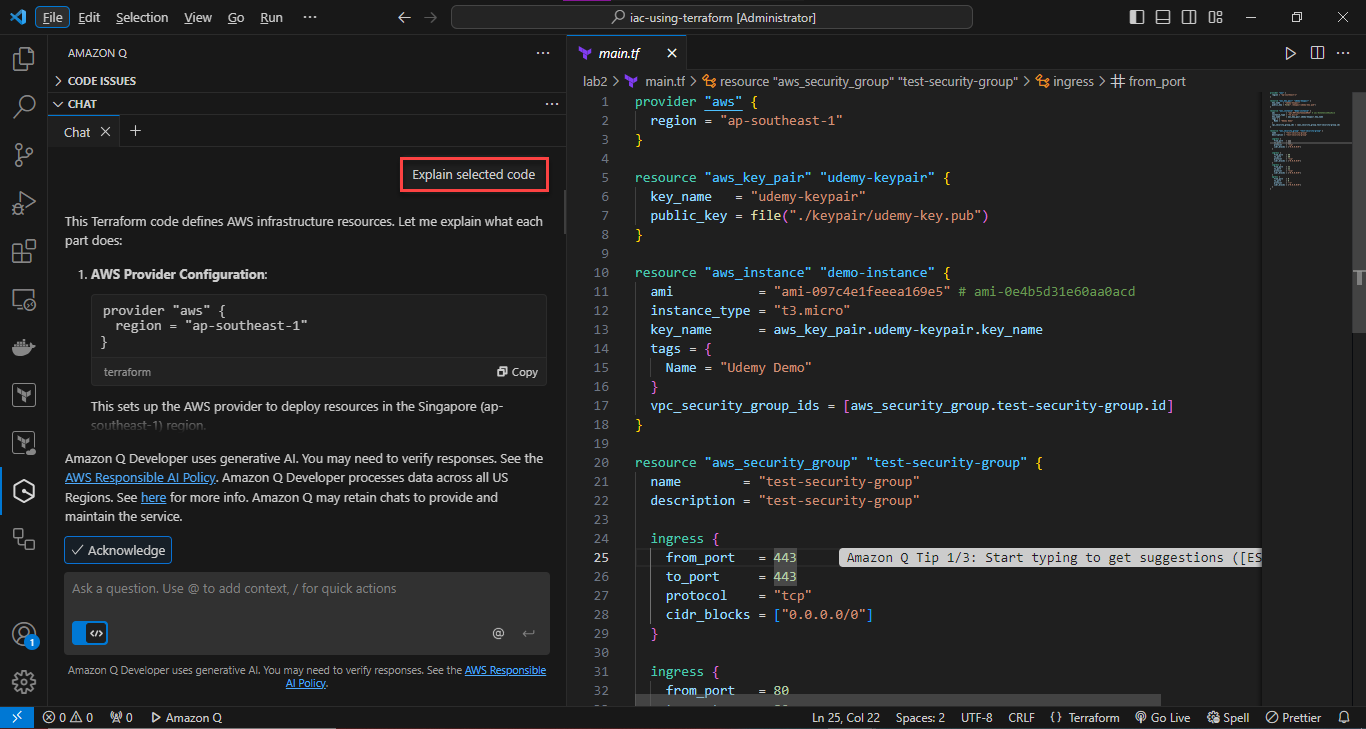 File Edit Selection View Go Run ···
iac-using-terraform [Administrator]
AMAZON Q
CODE ISSUES
CHAT
Chat
Explain selected code
This Terraform code defines AWS infrastructure resources. Let me explain what each
part does:
1. AWS Provider Configuration:
provider "aws" {
region = "ap-southeast-1"
}
terraform
Copy
This sets up the AWS provider to deploy resources in the Singapore (ap-
southeast-1) region.
Amazon Q Developer uses generative AI. You may need to verify responses. See the
AWS Responsible AI Policy. Amazon Q Developer processes data across all US
Regions. See here for more info. Amazon Q may retain chats to provide and
maintain the service.
Acknowledge
Ask a question. Use @ to add context, / for quick actions
@
Amazon Q Developer uses generative AI. You may need to verify responses. See the AWS Responsible
AI Policy.
1
main.tf
lab2 > main.tf > resource "aws_security_group" "test-security-group" > ingress > from_port
1 provider "aws" {
2 region = "ap-southeast-1"
3 }
4
5 resource "aws_key_pair" "udemy-keypair" {
6 key_name = "udemy-keypair"
7 public_key = file("./keypair/udemy-key.pub")
8 }
9
10 resource "aws_instance" "demo-instance" {
11 ami = "ami-097c4e1feeea169e5" # ami-0e4b5d31e60aa0acd
12 instance_type = "t3.micro"
13 key_name = aws_key_pair.udemy-keypair.key_name
14 tags = {
15 Name = "Udemy Demo"
16 }
17 vpc_security_group_ids = [aws_security_group.test-security-group.id]
18 }
19
20 resource "aws_security_group" "test-security-group" {
21 name = "test-security-group"
22 description = "test-security-group"
23
24 ingress {
25 from_port = 443 Amazon Q Tip 1/3: Start typing to get suggestions ([ES
26 to_port = 443
27 protocol = "tcp"
28 cidr_blocks = ["0.0.0.0/0"]
29 }
30
31 ingress {
32 from_port = 80
0 0 0 Amazon Q
Ln 25, Col 22 Spaces: 2 UTF-8 CRLF {} Terraform Go Live Spell Prettier